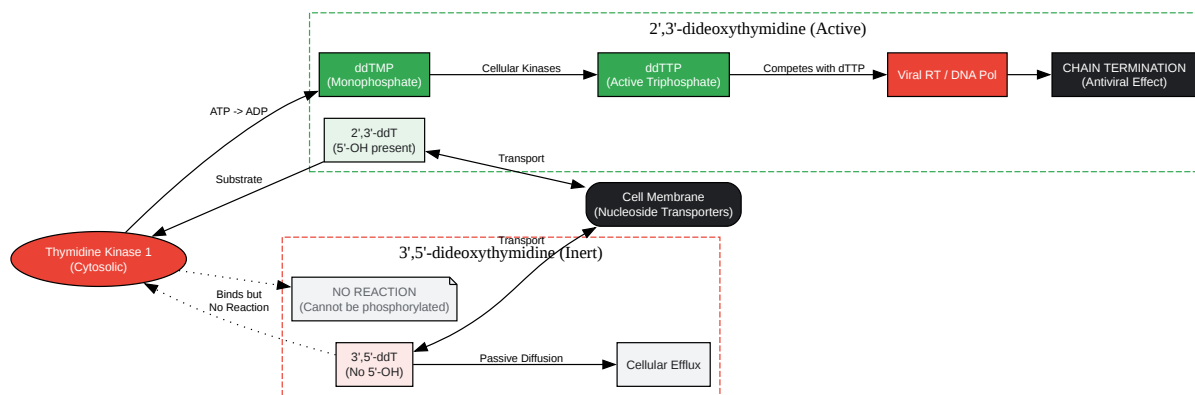 2',3'-dideoxythymidine (Active)
ddTMP
(Monophosphate)
Cellular Kinases
ddTTP
(Active Triphosphate)
Competes with dTTP
Viral RT / DNA Pol
CHAIN TERMINATION
(Antiviral Effect)
ATP -> ADP
2',3'-ddT
(5'-OH present)
Transport
Substrate
Cell Membrane
(Nucleoside Transporters)
Thymidine Kinase 1
(Cytosolic)
Transport
3',5'-dideoxythymidine (Inert)
NO REACTION
(Cannot be phosphorylated)
Binds but
No Reaction
3',5'-ddT
(No 5'-OH)
Passive Diffusion
Cellular Efflux